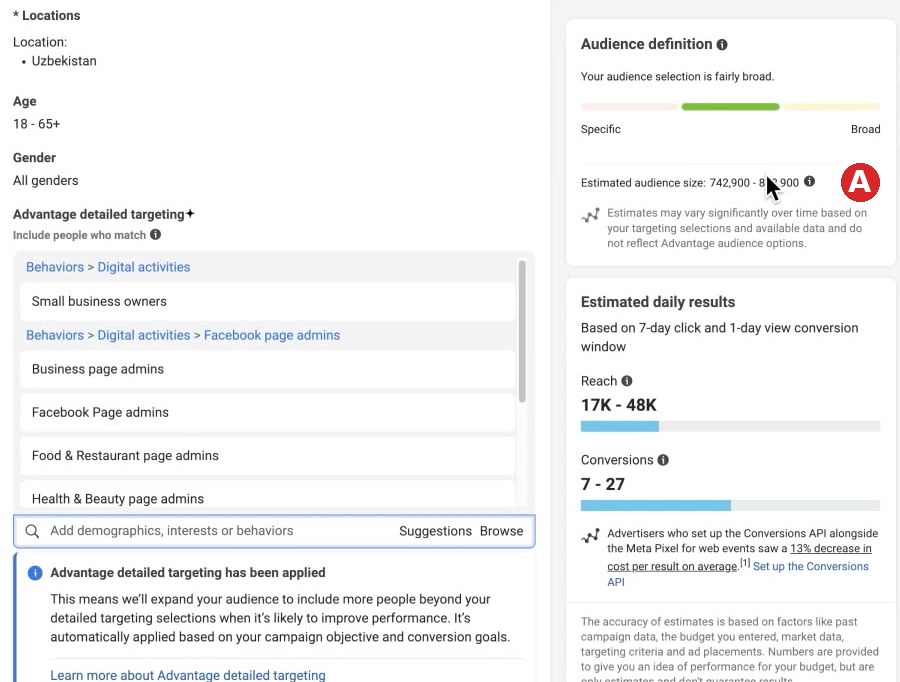 * Locations
Location:
• Uzbekistan
Age
18 - 65+
Gender
All genders
Advantage detailed targeting+
Include people who match
Behaviors > Digital activities
Small business owners
Behaviors > Digital activities > Facebook page admins
Business page admins
Facebook Page admins
Food & Restaurant page admins
Health & Beauty page admins
Add demographics, interests or behaviors Suggestions Browse
Advantage detailed targeting has been applied
This means we’ll expand your audience to include more people beyond your
detailed targeting selections when it’s likely to improve performance. It’s
automatically applied based on your campaign objective and conversion goals.
Learn more about Advantage detailed targeting
Audience definition
Your audience selection is fairly broad.
Specific Broad
Estimated audience size: 742,900 -
A
Estimates may vary significantly over time based on
your targeting selections and available data and do
not reflect Advantage audience options.
Estimated daily results
Based on 7-day click and 1-day view conversion
window
Reach
17K - 48K
Conversions
7 - 27
Advertisers who set up the Conversions API alongside
the Meta Pixel for web events saw a 13% decrease in
cost per result on average.[1] Set up the Conversions
API
The accuracy of estimates is based on factors like past
campaign data, the budget you entered, market data,
targeting criteria and ad placements. Numbers are provided
to give you an idea of performance for your budget, but are
only estimates and don't guarantee results.